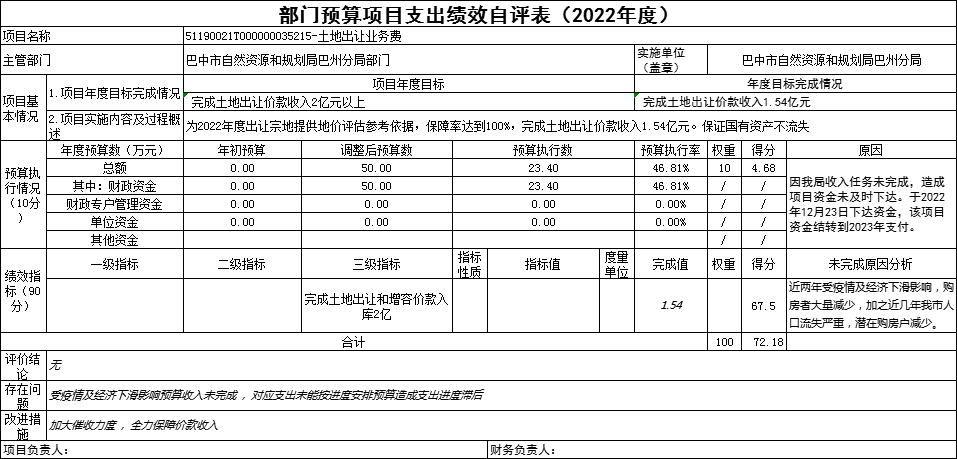 部门预算项目支出绩效自评表（2022年度）
项目名称 51190021T000000035215-土地出让业务费
主管部门 巴中市自然资源和规划局巴州分局部门 实施单位（盖章） 巴中市自然资源和规划局巴州分局
项目基本情况 1. 项目年度目标完成情况 项目年度目标 年度目标完成情况
完成土地出让价款收入2亿元以上 完成土地出让价款收入1.54亿元
2. 项目实施内容及过程概述 为2022年度出让宗地提供地价评估参考依据，保障率达到100%，完成土地出让价款收入1.54亿元。保证国有资产不流失
预算执行情况（10分） 年度预算数（万元） 年初预算 调整后预算数 预算执行数 预算执行率 权重 得分 原因
总额 0.00 50.00 23.40 46.81% 10 4.68 因我局收入任务未完成，造成项目资金未及时下达。于2022年12月23日下达资金，该项目资金结转到2023年支付。
其中：财政资金 0.00 50.00 23.40 46.81% / /
财政专户管理资金 0.00 0.00 0.00 0.00% / /
单位资金 0.00 0.00 0.00 0.00% / /
其他资金 / /
绩效指标（90分） 一级指标 二级指标 三级指标 指标性质 指标值 度量单位 完成值 权重 得分 未完成原因分析
完成土地出让和增容价款入库2亿 1.54 67.5 近两年受疫情及经济下滑影响，购房者大量减少，加之近几年我市人口流失严重，潜在购房户减少。
合计 100 72.18
评价结论 无
存在问题 受疫情及经济下滑影响预算收入未完成，对应支出未能按进度安排预算造成支出进度滞后
改进措施 加大催收力度，全力保障价款收入
项目负责人： 财务负责人：